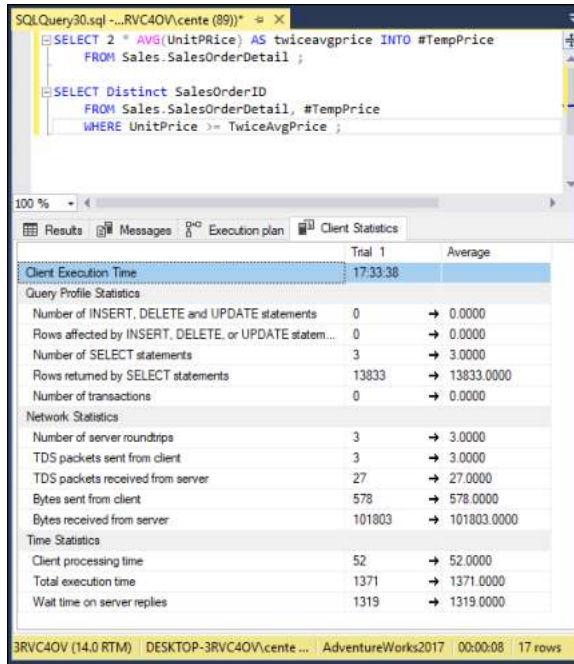 SQLQuery30.sql -...RVC4OV\cente (89))*
SELECT 2 * AVG(UnitPRice) AS twiceavgprice INTO #TempPrice
FROM Sales.SalesOrderDetail ;
SELECT Distinct SalesOrderID
FROM Sales.SalesOrderDetail, #TempPrice
WHERE UnitPrice >= TwiceAvgPrice ;
100 %
Results Messages Execution plan Client Statistics
Trial 1 Average
Client Execution Time 17:33:38
Query Profile Statistics
Number of INSERT, DELETE and UPDATE statements 0 → 0.0000
Rows affected by INSERT, DELETE, or UPDATE statem... 0 → 0.0000
Number of SELECT statements 3 → 3.0000
Rows returned by SELECT statements 13833 → 13833.0000
Number of transactions 0 → 0.0000
Network Statistics
Number of server roundtrips 3 → 3.0000
TDS packets sent from client 3 → 3.0000
TDS packets received from server 27 → 27.0000
Bytes sent from client 578 → 578.0000
Bytes received from server 101803 → 101803.0000
Time Statistics
Client processing time 52 → 52.0000
Total execution time 1371 → 1371.0000
Wait time on server replies 1319 → 1319.0000
3RVC4OV (14.0 RTM) DESKTOP-3RVC4OV\cente ... AdventureWorks2017 00:00:08 17 rows